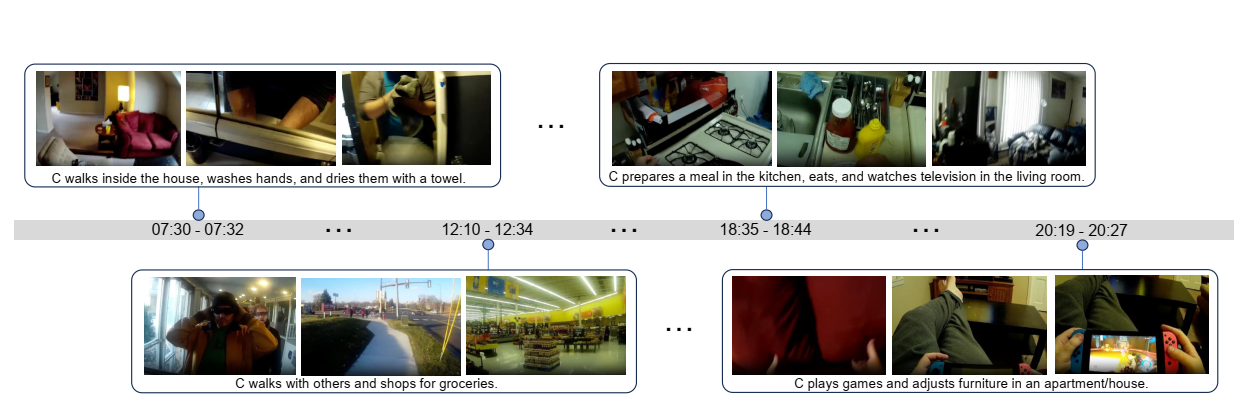 C walks inside the house, washes hands, and dries them with a towel.
...
C prepares a meal in the kitchen, eats, and watches television in the living room.
07:30 - 07:32 ... 12:10 - 12:34 ... 18:35 - 18:44 ... 20:19 - 20:27
C walks with others and shops for groceries.
...
C plays games and adjusts furniture in an apartment/house.